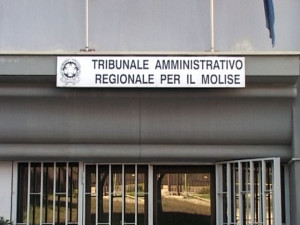 TRIBUNALE AMMINISTRATIVO
REGIONALE PER IL MOLISE